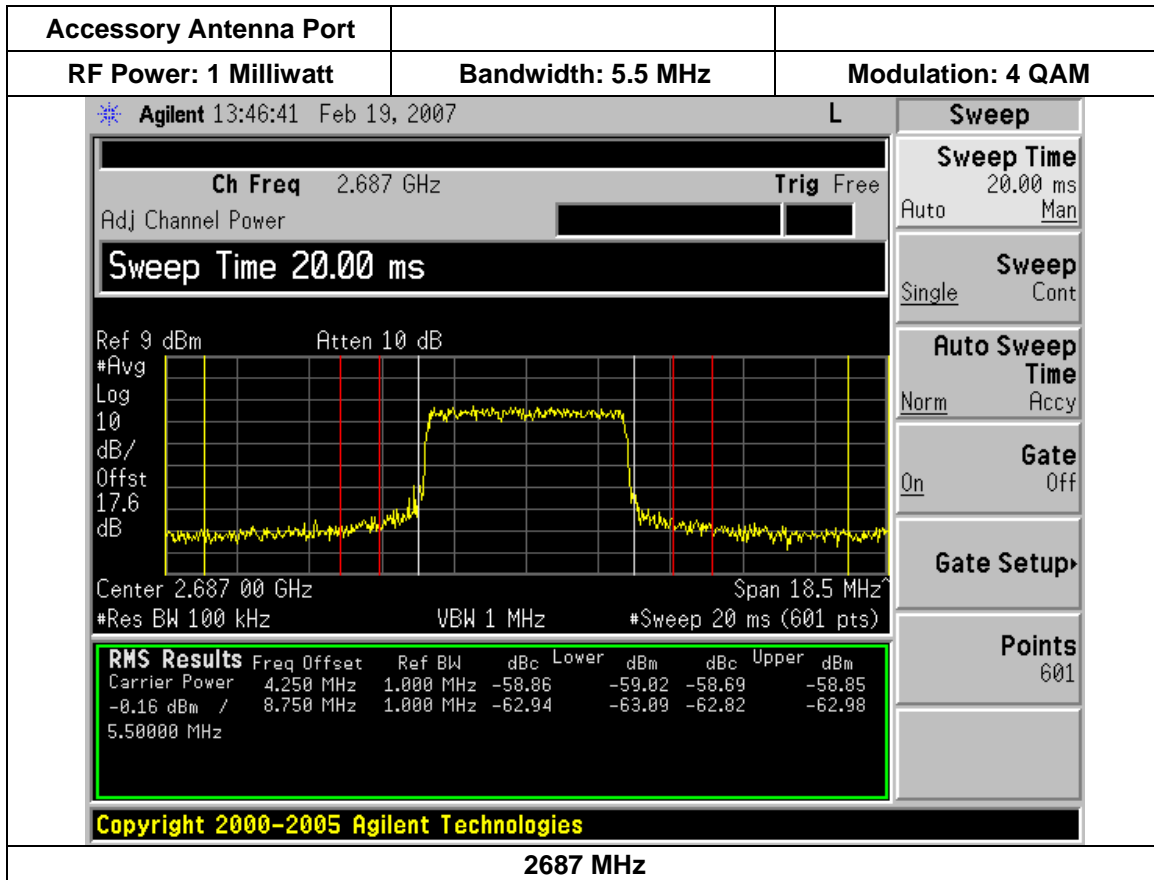 Accessory Antenna Port
RF Power: 1 Milliwatt Bandwidth: 5.5 MHz Modulation: 4 QAM
Agilent 13:46:41 Feb 19, 2007 L
Ch Freq 2.687 GHz Trig Free
Adj Channel Power
Sweep Time 20.00 ms
Ref 9 dBm Atten 10 dB
#Avg
Log
10
dB/
Offst
17.6
dB
Center 2.687 00 GHz Span 18.5 MHz^
#Res BW 100 kHz VBW 1 MHz #Sweep 20 ms (601 pts)
RMS Results Freq Offset Ref BW dBc Lower dBm dBc Upper dBm
Carrier Power 4.250 MHz 1.000 MHz -58.86 -59.02 -58.69 -58.85
-0.16 dBm / 8.750 MHz 1.000 MHz -62.94 -63.09 -62.82 -62.98
5.50000 MHz
Sweep
Sweep Time
20.00 ms
Auto Man
Sweep
Single Cont
Auto Sweep
Time
Norm Accy
Gate
On Off
Gate Setup
Points
601
Copyright 2000-2005 Agilent Technologies
2687 MHz